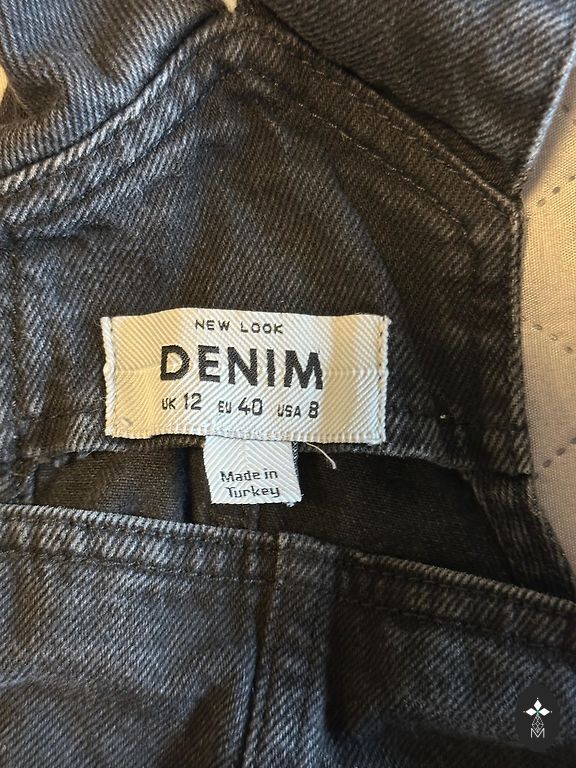 NEW LOOK
DENIM
UK 12 EU 40 USA 8
Made in
Turkey
M